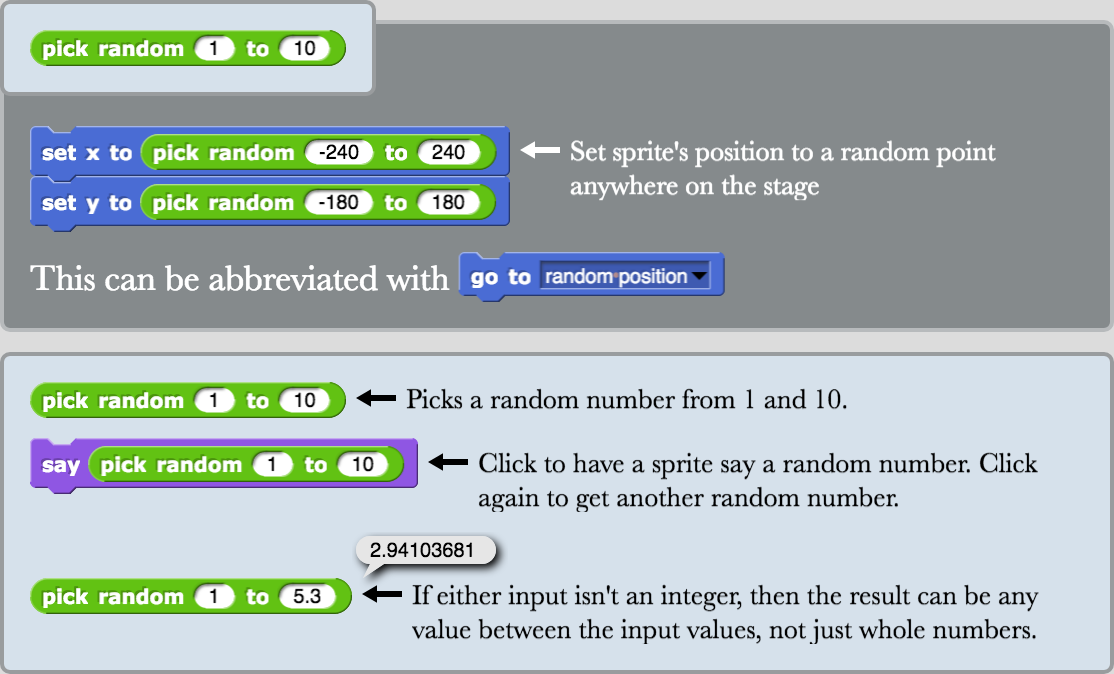 pick random 1 to 10
set x to pick random -240 to 240
Set sprite's position to a random point
anywhere on the stage
set y to pick random -180 to 180
This can be abbreviated with go to random position
pick random 1 to 10
Picks a random number from 1 and 10.
say pick random 1 to 10
Click to have a sprite say a random number. Click
again to get another random number.
2.94103681
pick random 1 to 5.3
If either input isn't an integer, then the result can be any
value between the input values, not just whole numbers.